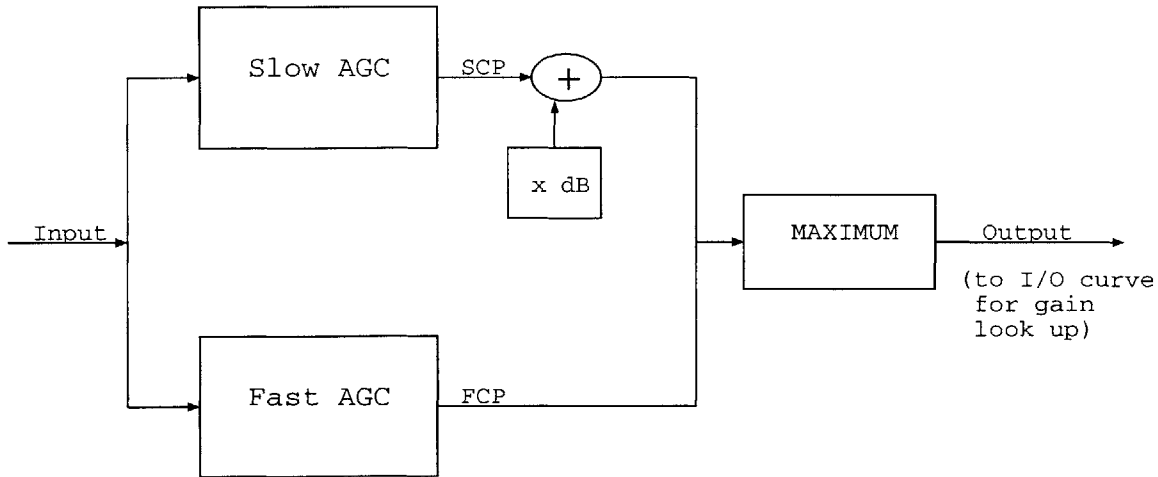 Slow AGC
SCP
+
x dB
Input
MAXIMUM
Output
(to I/O curve
for gain
look up)
Fast AGC
FCP